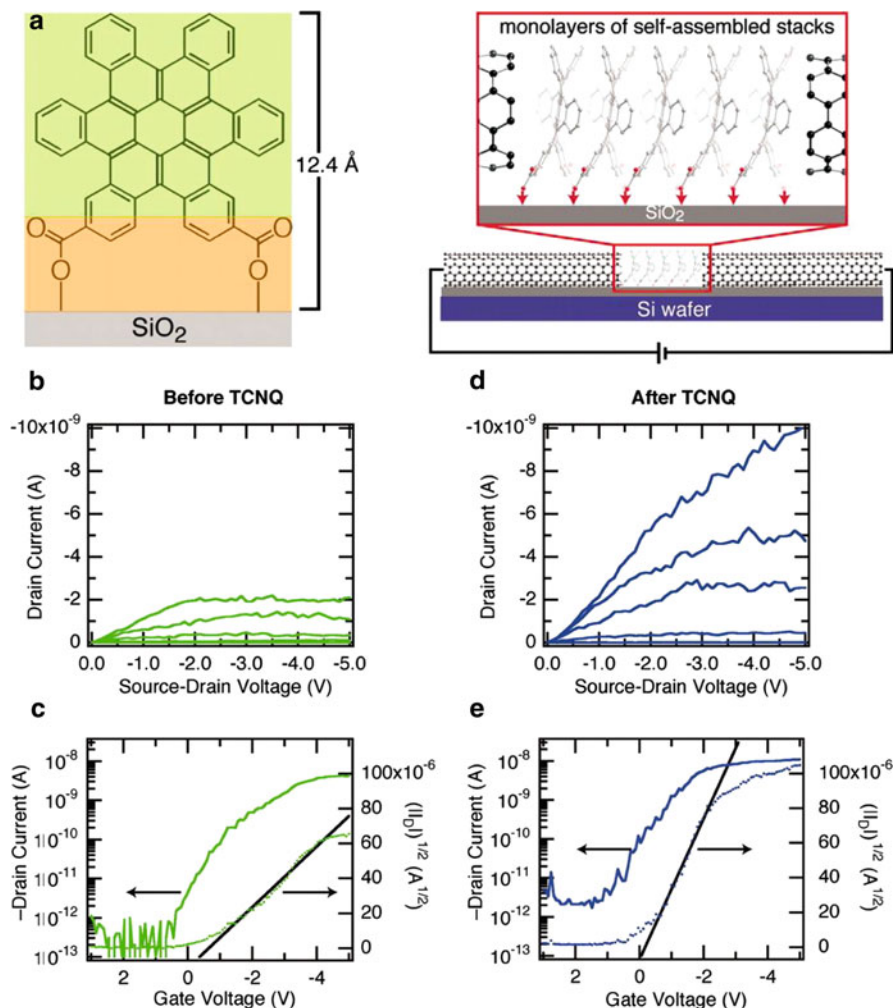 a
O
O
O
O
12.4 Å
SiO2
monolayers of self-assembled stacks
SiO2
Si wafer
b
Before TCNQ
-10x10-9
-8
-6
-4
-2
0
Drain Current (A)
0.0 -1.0 -2.0 -3.0 -4.0 -5.0
Source-Drain Voltage (V)
d
After TCNQ
-10x10-9
-8
-6
-4
-2
0
Drain Current (A)
0.0 -1.0 -2.0 -3.0 -4.0 -5.0
Source-Drain Voltage (V)
c
10-8
10-9
10-10
10-11
10-12
10-13
–Drain Current (A)
100x10-6
80
60
40
20
0
(IIDI)1/2 (A1/2)
2 0 -2 -4
Gate Voltage (V)
e
10-8
10-9
10-10
10-11
10-12
10-13
–Drain Current (A)
100x10-6
80
60
40
20
0
(IIDI)1/2 (A1/2)
2 0 -2 -4
Gate Voltage (V)